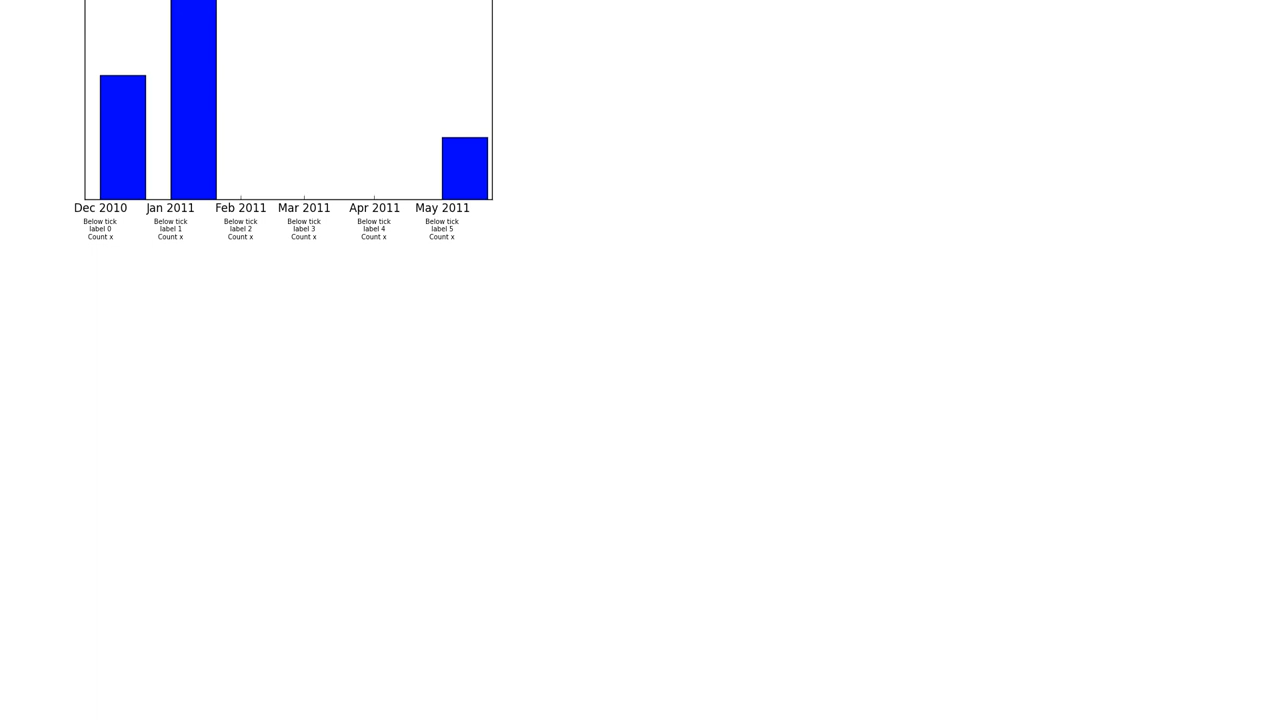 Dec 2010 Jan 2011 Feb 2011 Mar 2011 Apr 2011 May 2011
Below tick Below tick Below tick Below tick Below tick Below tick
label 0 label 1 label 2 label 3 label 4 label 5
Count x Count x Count x Count x Count x Count x